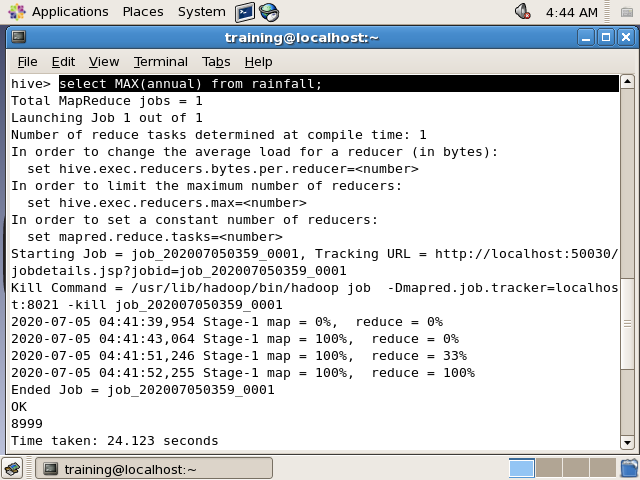 Applications Places System 4:44 AM
training@localhost:~
File Edit View Terminal Tabs Help
hive> select MAX(annual) from rainfall;
Total MapReduce jobs = 1
Launching Job 1 out of 1
Number of reduce tasks determined at compile time: 1
In order to change the average load for a reducer (in bytes):
  set hive.exec.reducers.bytes.per.reducer=<number>
In order to limit the maximum number of reducers:
  set hive.exec.reducers.max=<number>
In order to set a constant number of reducers:
  set mapred.reduce.tasks=<number>
Starting Job = job_202007050359_0001, Tracking URL = http://localhost:50030/
jobdetails.jsp?jobid=job_202007050359_0001
Kill Command = /usr/lib/hadoop/bin/hadoop job  -Dmapred.job.tracker=localhos
t:8021 -kill job_202007050359_0001
2020-07-05 04:41:39,954 Stage-1 map = 0%,  reduce = 0%
2020-07-05 04:41:43,064 Stage-1 map = 100%,  reduce = 0%
2020-07-05 04:41:51,246 Stage-1 map = 100%,  reduce = 33%
2020-07-05 04:41:52,255 Stage-1 map = 100%,  reduce = 100%
Ended Job = job_202007050359_0001
OK
8999
Time taken: 24.123 seconds
training@localhost:~